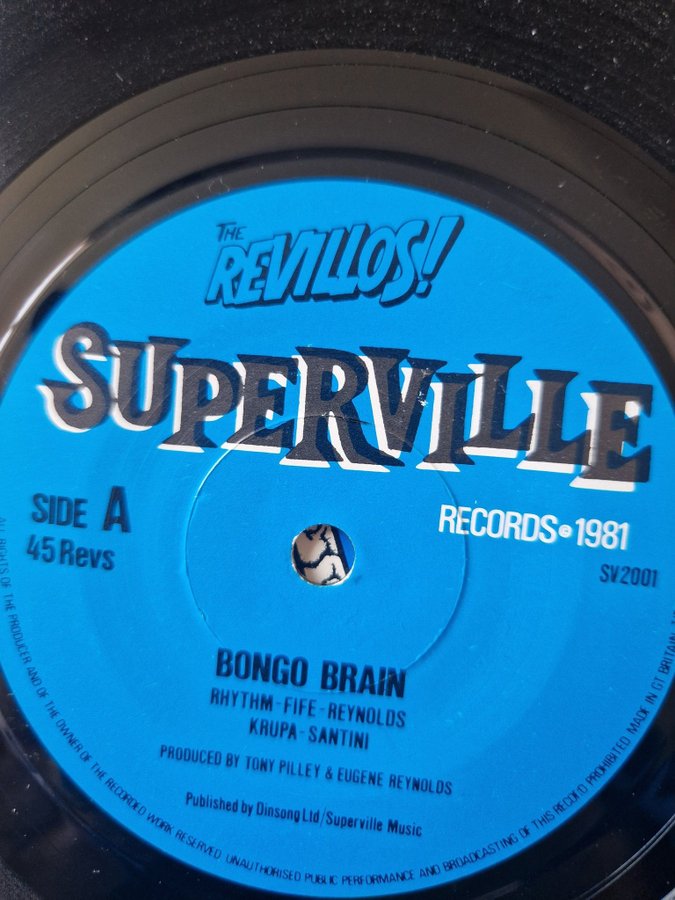 THE
REVILLOS!
SUPERVILLE
RECORDS℗1981
SIDE A
45 Revs
SV2001
BONGO BRAIN
RHYTHM-FIFE-REYNOLDS
KRUPA-SANTINI
PRODUCED BY TONY PILLEY & EUGENE REYNOLDS
Published by Dinsong Ltd/Superville Music
ALL RIGHTS OF THE PRODUCER AND OF THE OWNER OF THE RECORDED WORK RESERVED UNAUTHORISED PUBLIC PERFORMANCE AND BROADCASTING OF THIS RECORD PROHIBITED MADE IN GT BRITAIN